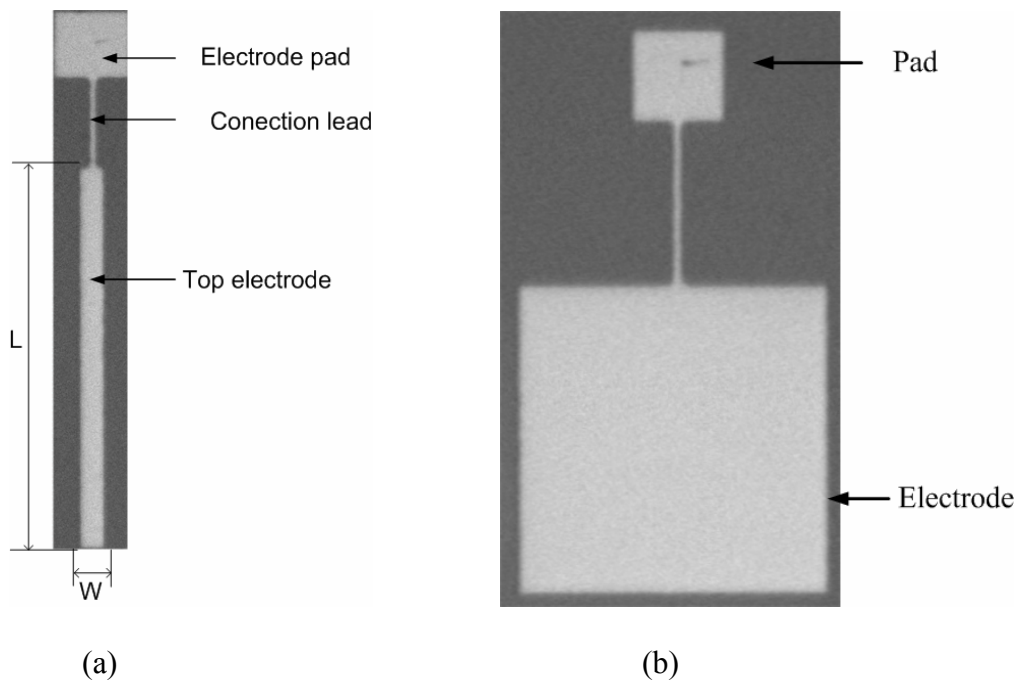 Electrode pad
Conection lead
Top electrode
L
W
(a)
Pad
Electrode
(b)